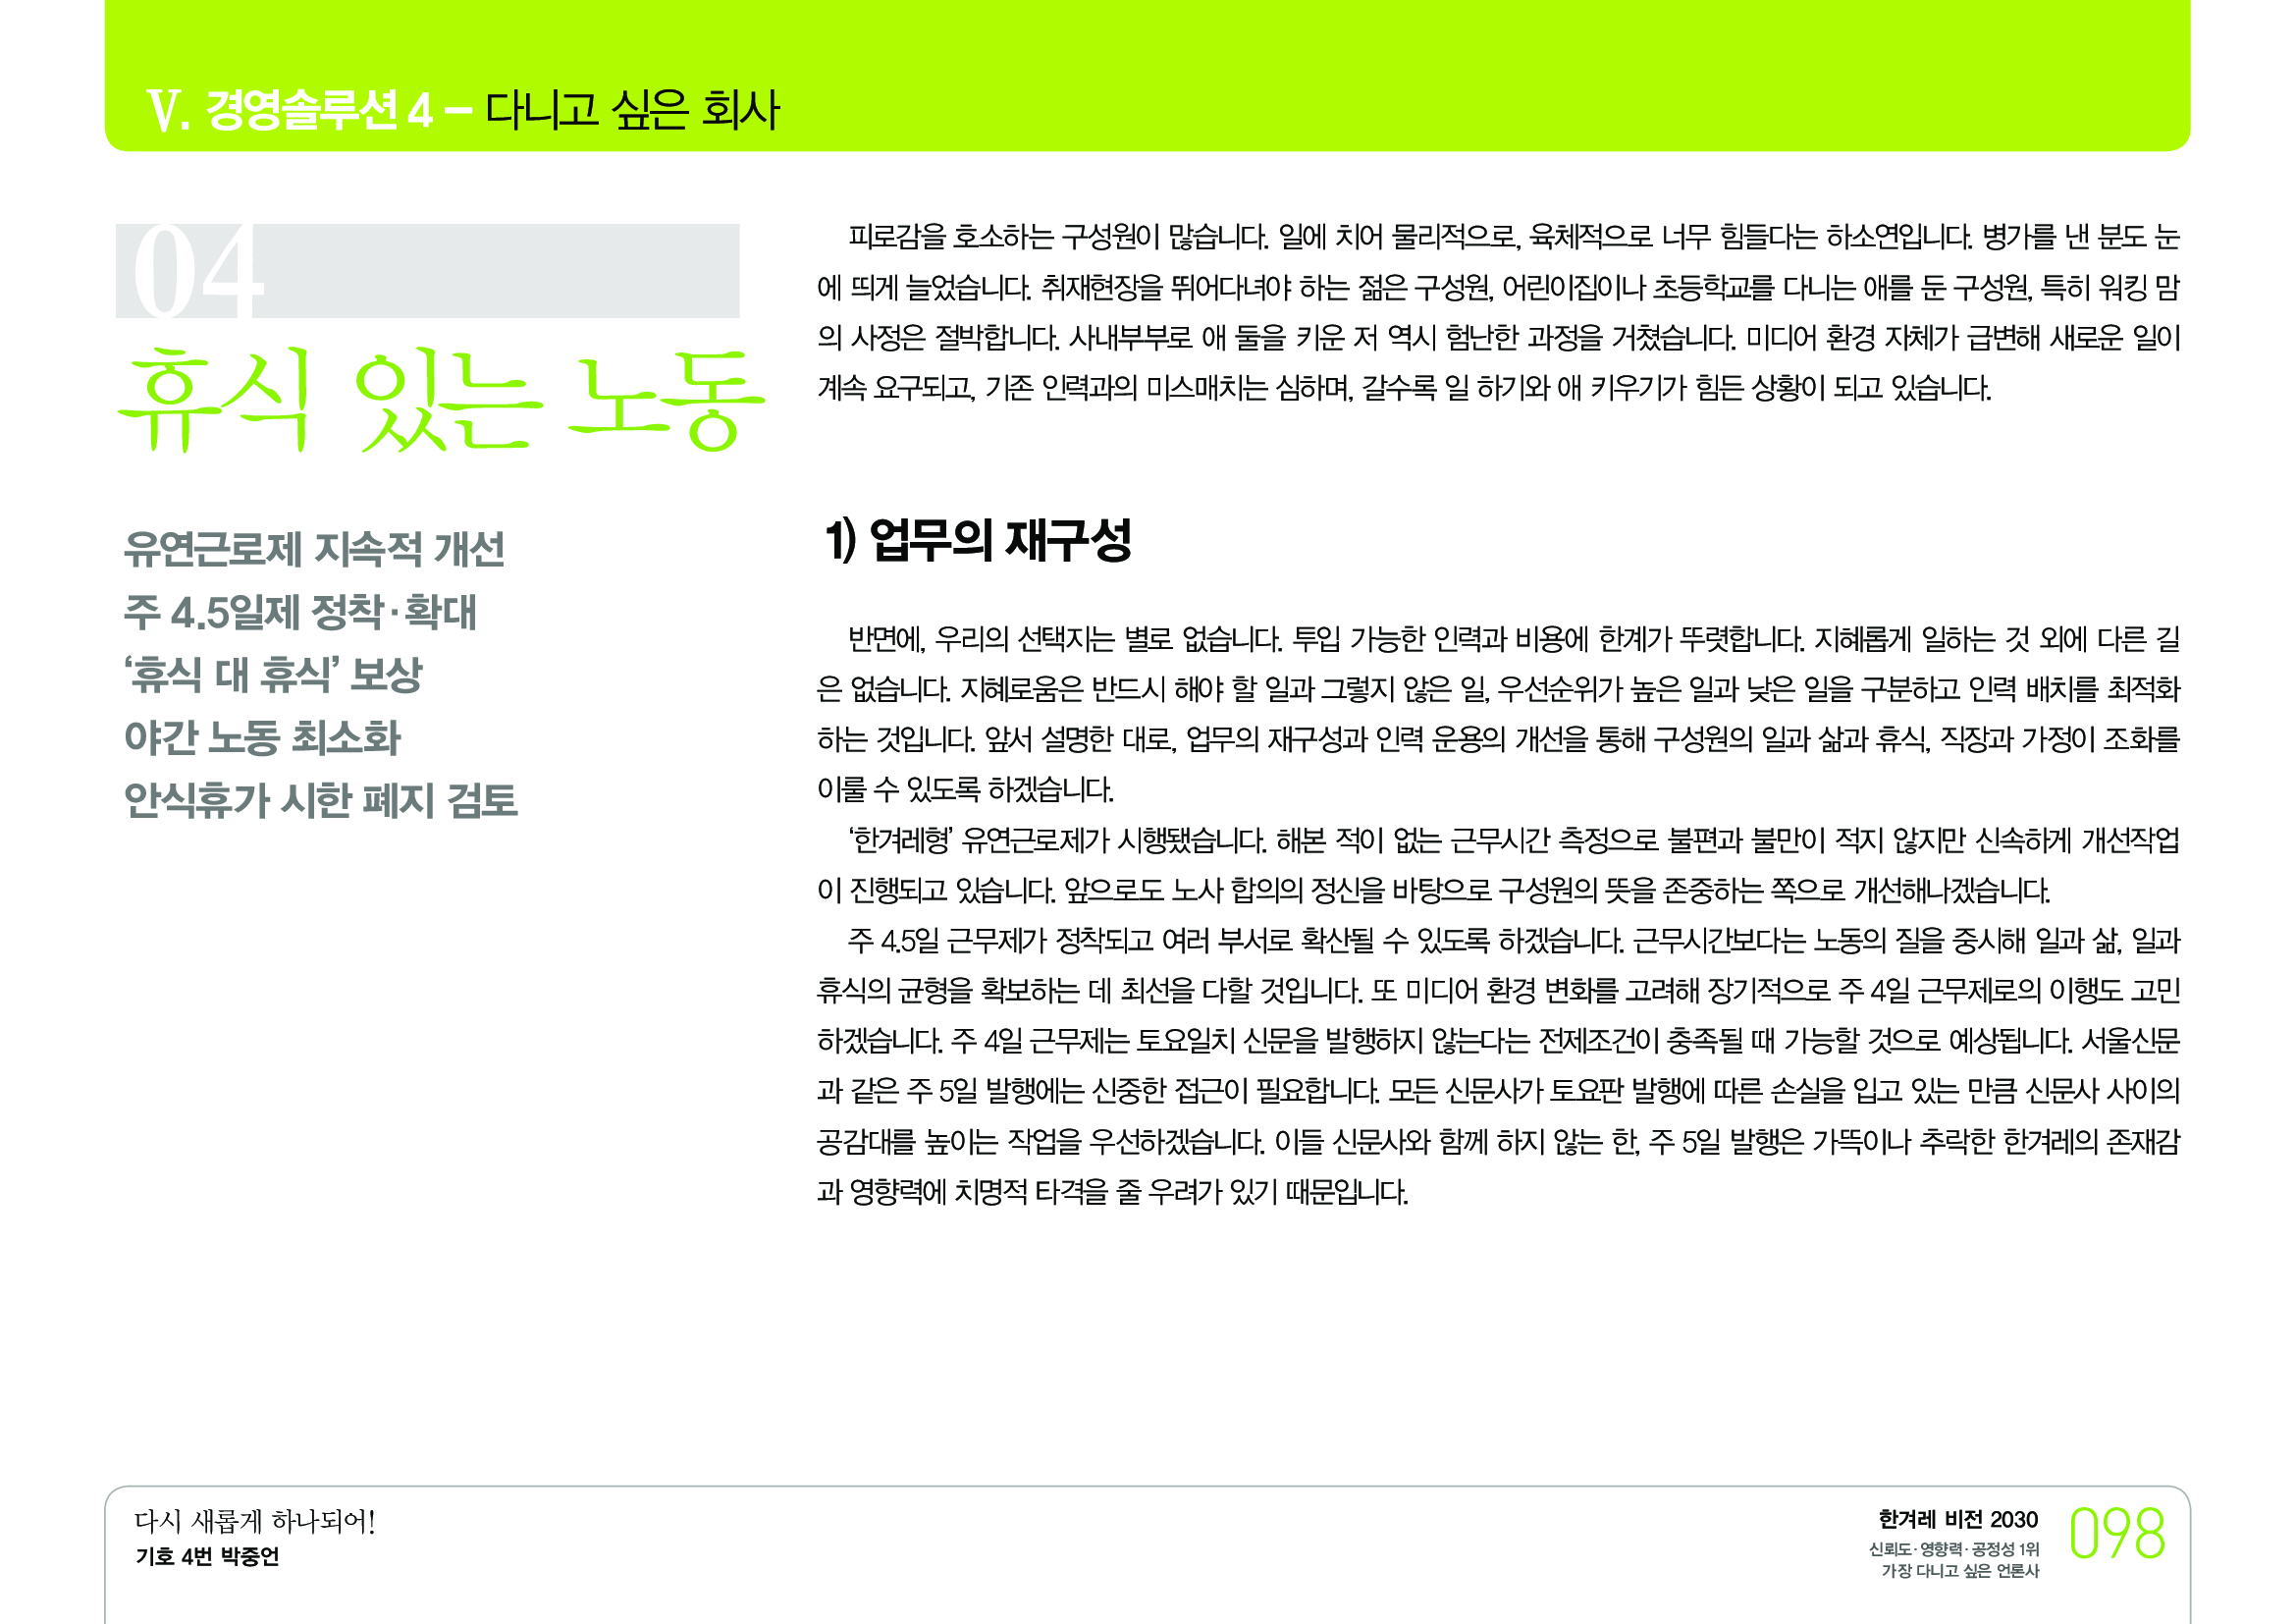 V. 경영솔루션 4 – 다니고 싶은 회사
04
휴식 있는 노동
유연근로제 지속적 개선
주 4.5일제 정착·확대
‘휴식 대 휴식’ 보상
야간 노동 최소화
안식휴가 시한 폐지 검토
피로감을 호소하는 구성원이 많습니다. 일에 치어 물리적으로, 육체적으로 너무 힘들다는 하소연입니다. 병가를 낸 분도 눈
에 띄게 늘었습니다. 취재현장을 뛰어다녀야 하는 젊은 구성원, 어린이집이나 초등학교를 다니는 애를 둔 구성원, 특히 워킹 맘
의 사정은 절박합니다. 사내부부로 애 둘을 키운 저 역시 험난한 과정을 거쳤습니다. 미디어 환경 자체가 급변해 새로운 일이
계속 요구되고, 기존 인력과의 미스매치는 심하며, 갈수록 일 하기와 애 키우기가 힘든 상황이 되고 있습니다.
1) 업무의 재구성
반면에, 우리의 선택지는 별로 없습니다. 투입 가능한 인력과 비용에 한계가 뚜렷합니다. 지혜롭게 일하는 것 외에 다른 길
은 없습니다. 지혜로움은 반드시 해야 할 일과 그렇지 않은 일, 우선순위가 높은 일과 낮은 일을 구분하고 인력 배치를 최적화
하는 것입니다. 앞서 설명한 대로, 업무의 재구성과 인력 운용의 개선을 통해 구성원의 일과 삶과 휴식, 직장과 가정이 조화를
이룰 수 있도록 하겠습니다.
‘한겨레형’ 유연근로제가 시행됐습니다. 해본 적이 없는 근무시간 측정으로 불편과 불만이 적지 않지만 신속하게 개선작업
이 진행되고 있습니다. 앞으로도 노사 합의의 정신을 바탕으로 구성원의 뜻을 존중하는 쪽으로 개선해나겠습니다.
주 4.5일 근무제가 정착되고 여러 부서로 확산될 수 있도록 하겠습니다. 근무시간보다는 노동의 질을 중시해 일과 삶, 일과
휴식의 균형을 확보하는 데 최선을 다할 것입니다. 또 미디어 환경 변화를 고려해 장기적으로 주 4일 근무제로의 이행도 고민
하겠습니다. 주 4일 근무제는 토요일치 신문을 발행하지 않는다는 전제조건이 충족될 때 가능할 것으로 예상됩니다. 서울신문
과 같은 주 5일 발행에는 신중한 접근이 필요합니다. 모든 신문사가 토요판 발행에 따른 손실을 입고 있는 만큼 신문사 사이의
공감대를 높이는 작업을 우선하겠습니다. 이들 신문사와 함께 하지 않는 한, 주 5일 발행은 가뜩이나 추락한 한겨레의 존재감
과 영향력에 치명적 타격을 줄 우려가 있기 때문입니다.
다시 새롭게 하나되어!
기호 4번 박중언
한겨레 비전 2030
신뢰도·영향력·공정성 1위
가장 다니고 싶은 언론사
098